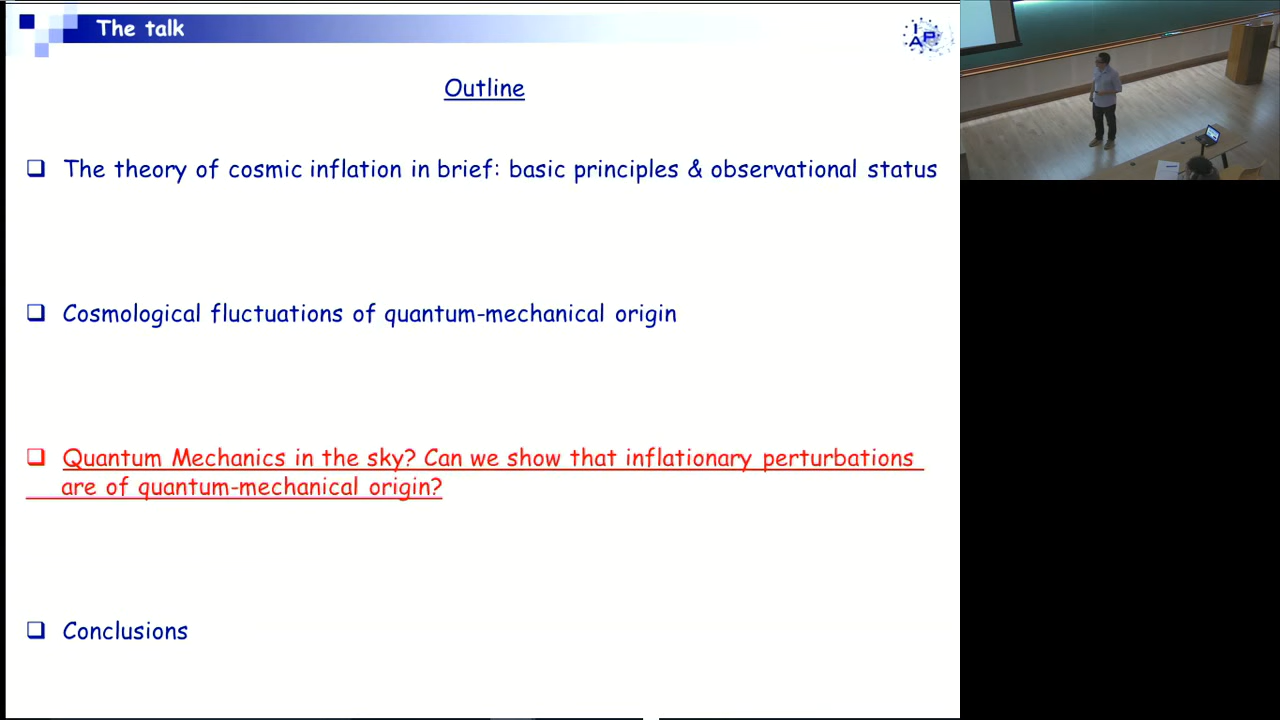 The talk
IAP
Outline
The theory of cosmic inflation in brief: basic principles & observational status
Cosmological fluctuations of quantum-mechanical origin
Quantum Mechanics in the sky? Can we show that inflationary perturbations
are of quantum-mechanical origin?
Conclusions